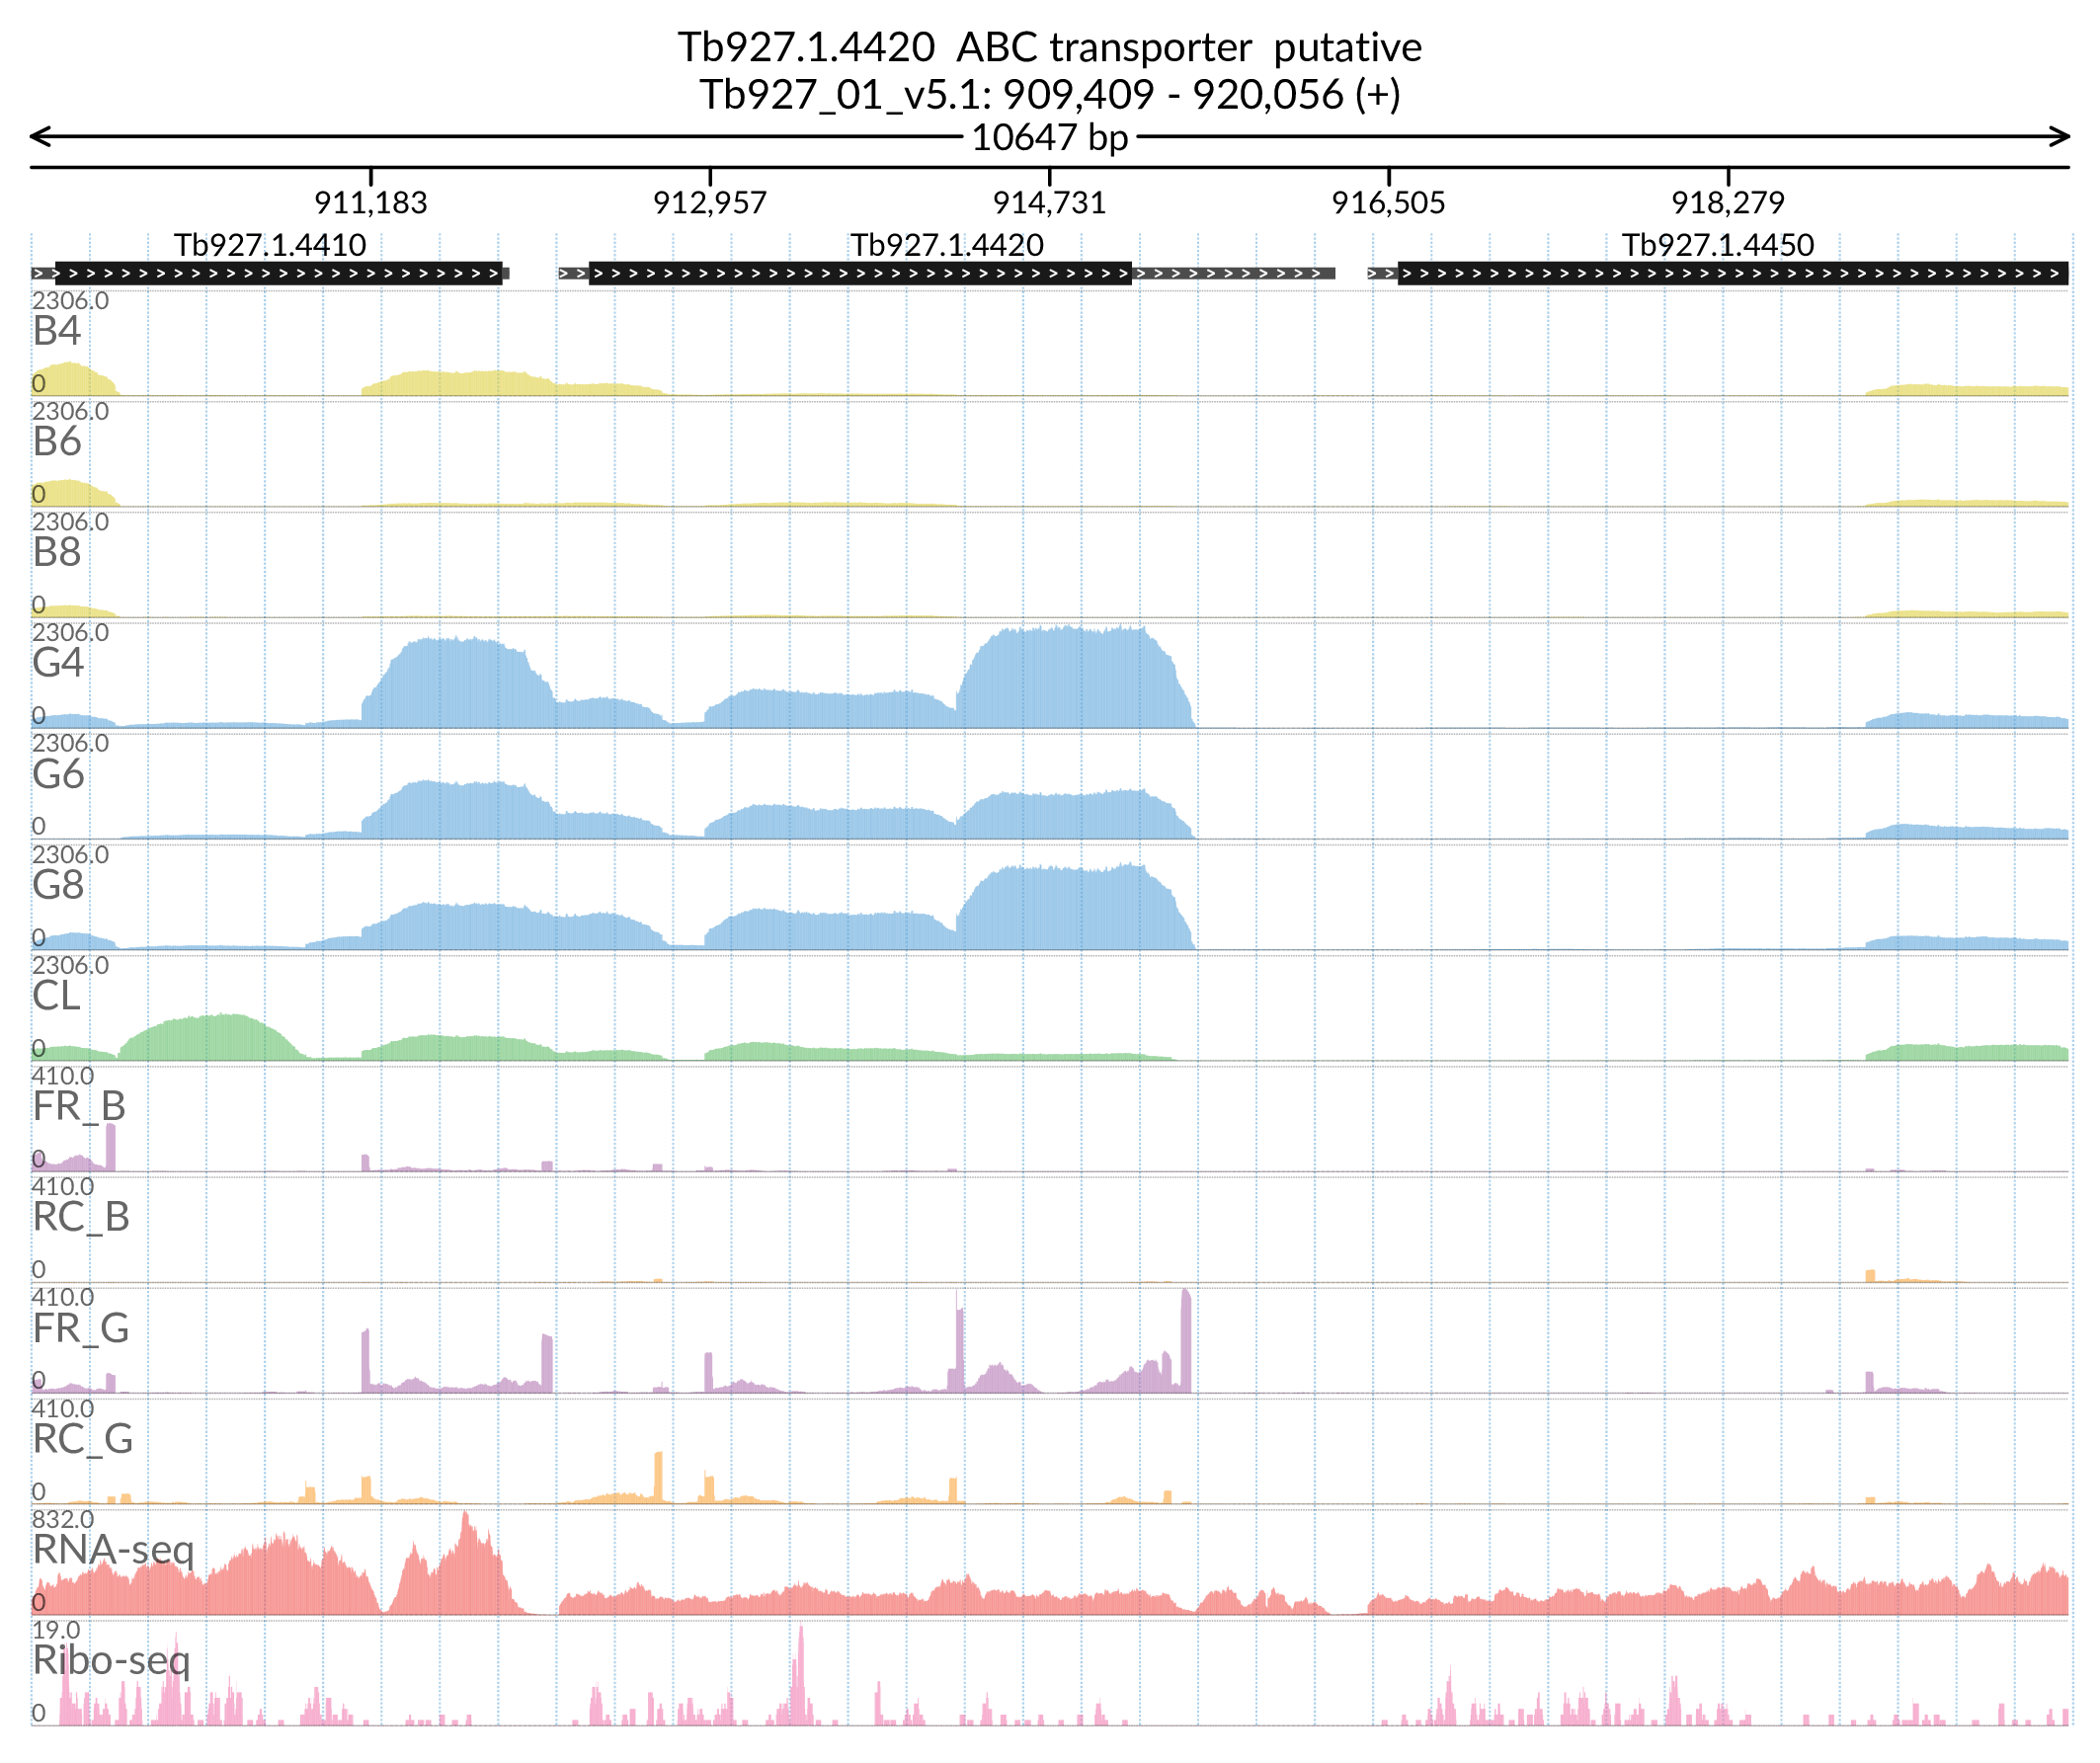 Tb927.1.4420  ABC transporter  putative
Tb927_01_v5.1: 909,409 - 920,056 (+)
10647 bp
911,183 912,957 914,731 916,505 918,279
Tb927.1.4410 Tb927.1.4420 Tb927.1.4450
2306.0
B4
0
2306.0
B6
0
2306.0
B8
0
2306.0
G4
0
2306.0
G6
0
2306.0
G8
0
2306.0
CL
0
410.0
FR_B
0
410.0
RC_B
0
410.0
FR_G
0
410.0
RC_G
0
832.0
RNA-seq
0
19.0
Ribo-seq
0